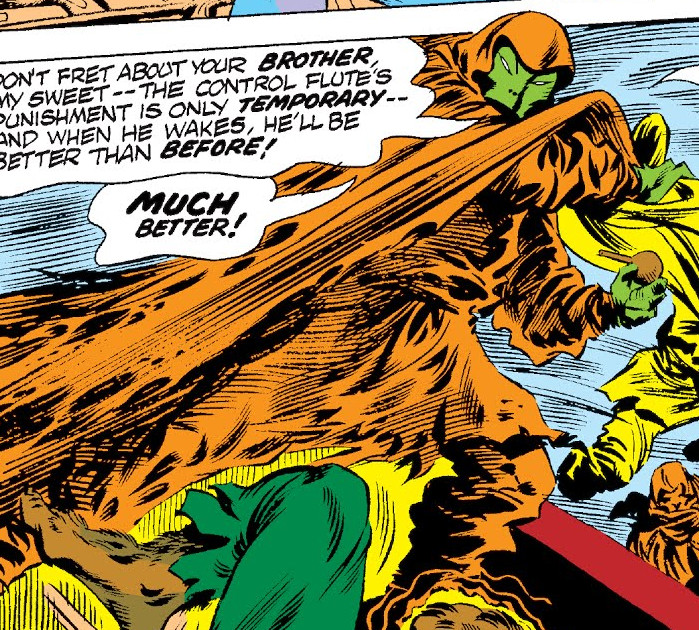 DON'T FRET ABOUT YOUR BROTHER,
MY SWEET--THE CONTROL FLUTE'S
PUNISHMENT IS ONLY TEMPORARY--
AND WHEN HE WAKES, HE'LL BE
BETTER THAN BEFORE!
MUCH
BETTER!